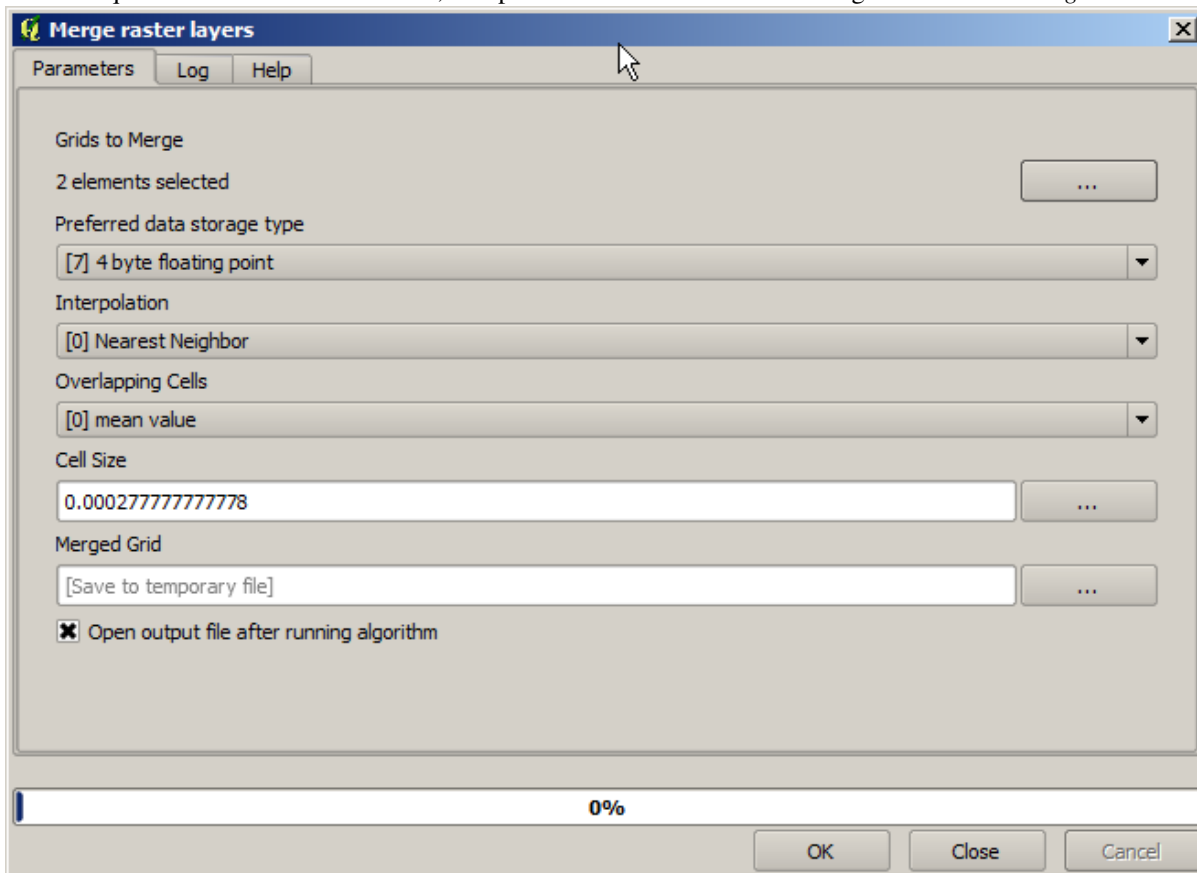 Merge raster layers
Parameters Log Help
Grids to Merge
2 elements selected
...
Preferred data storage type
[7] 4 byte floating point
Interpolation
[0] Nearest Neighbor
Overlapping Cells
[0] mean value
Cell Size
0.000277777777778
...
Merged Grid
[Save to temporary file]
...
Open output file after running algorithm
0%
OK Close Cancel